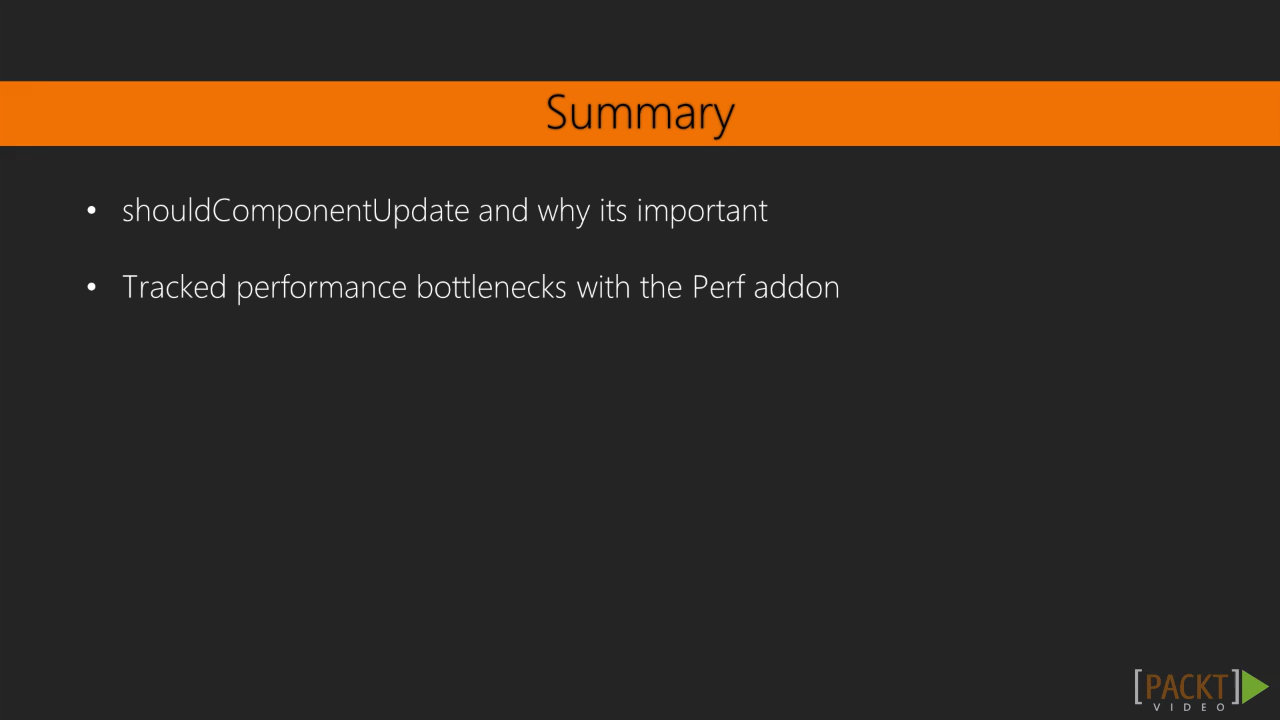 Summary
• shouldComponentUpdate and why its important
• Tracked performance bottlenecks with the Perf addon
[PACKT]
VIDEO